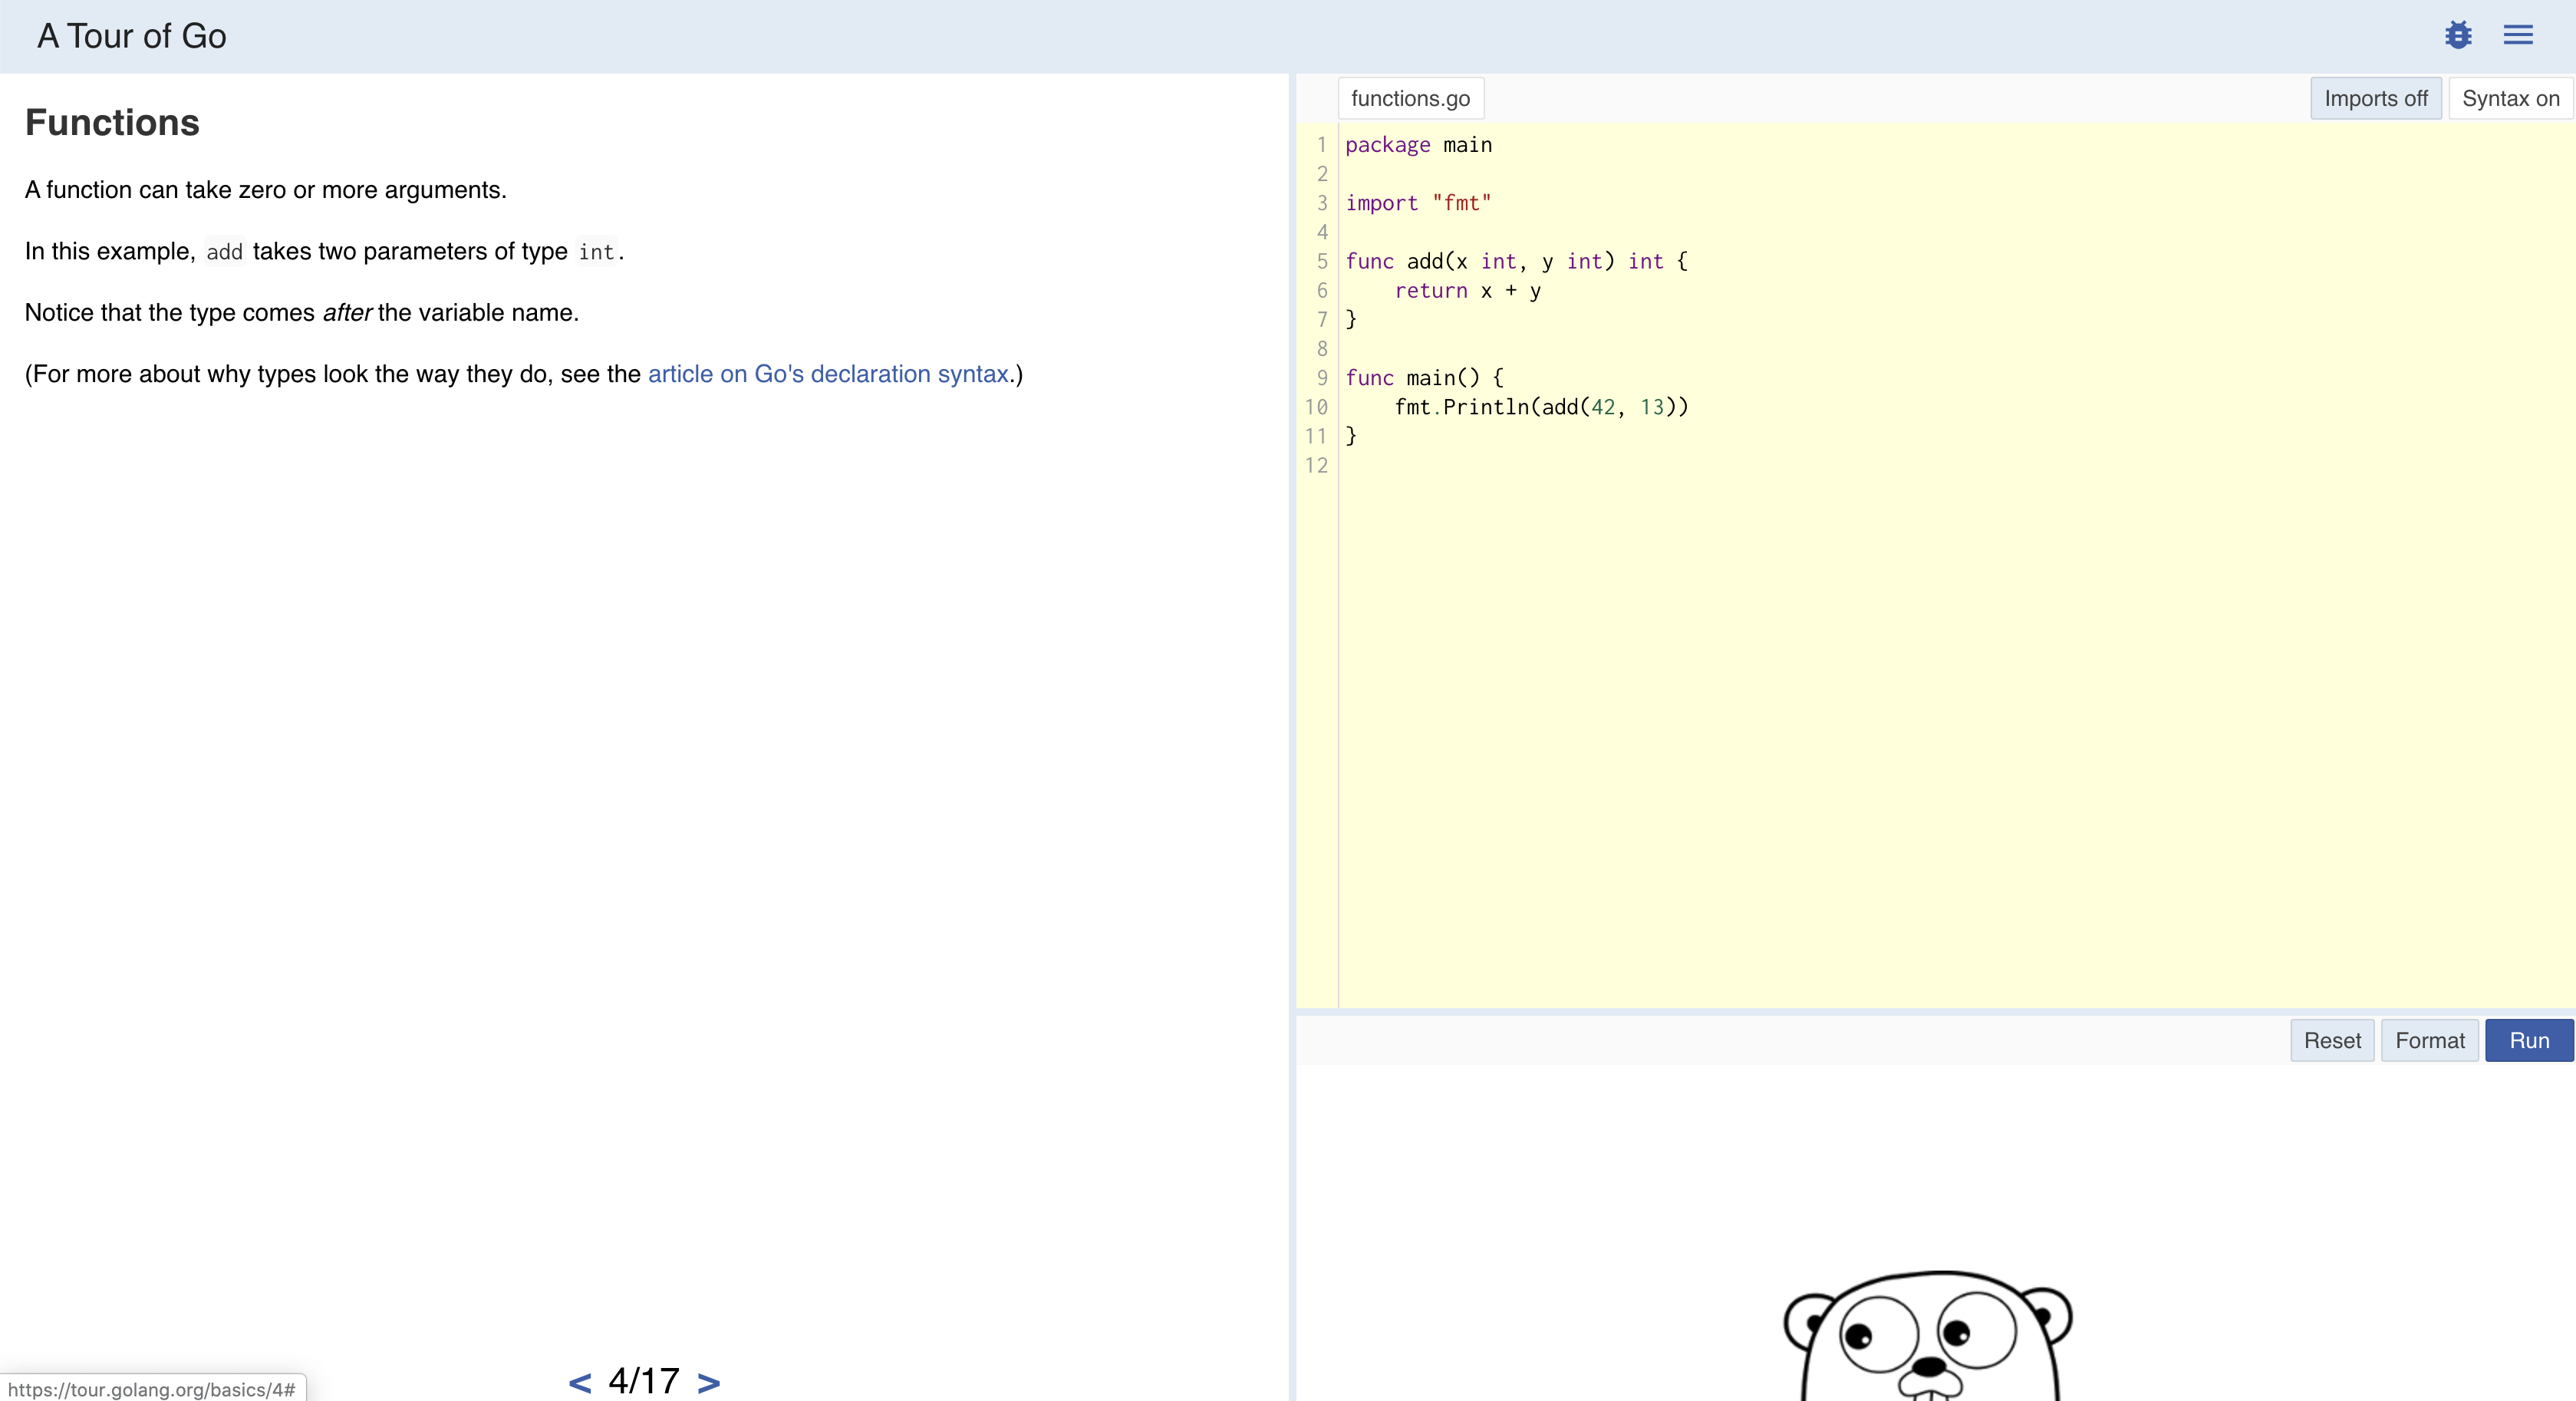 A Tour of Go
Functions
A function can take zero or more arguments.
In this example, add takes two parameters of type int.
Notice that the type comes after the variable name.
(For more about why types look the way they do, see the article on Go's declaration syntax.)
< 4/17 >
https://tour.golang.org/basics/4#
functions.go
Imports off
Syntax on
1 package main
2
3 import "fmt"
4
5 func add(x int, y int) int {
6     return x + y
7 }
8
9 func main() {
10     fmt.Println(add(42, 13))
11 }
12
Reset
Format
Run